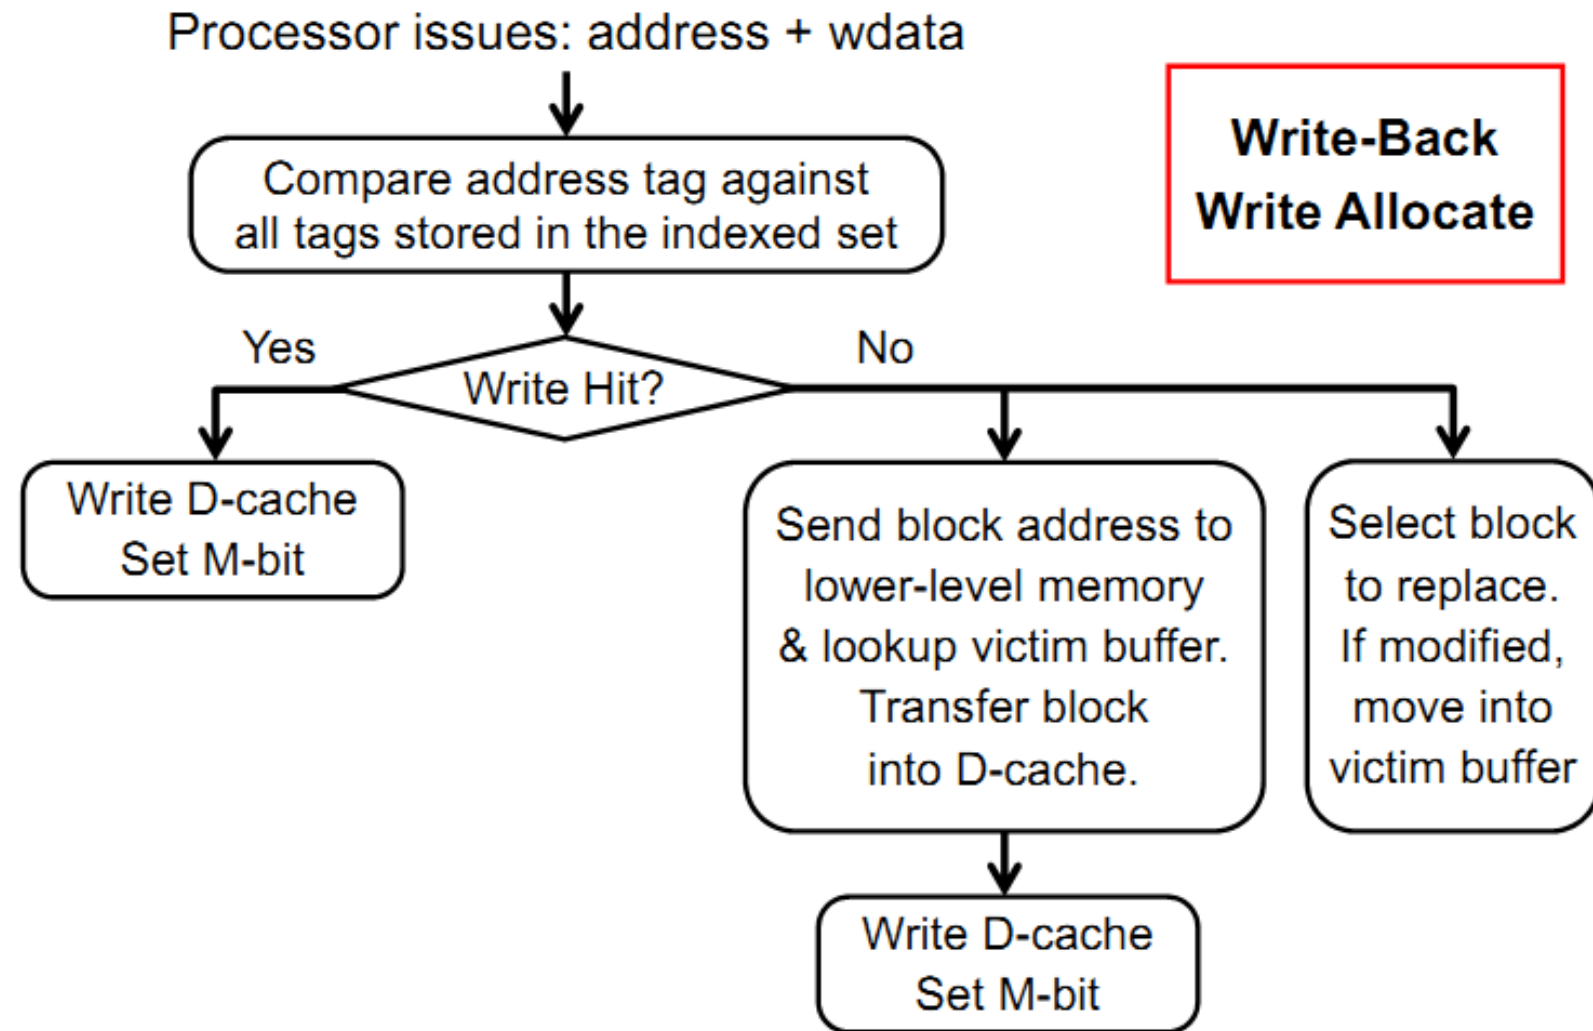 Processor issues: address + wdata
Write-Back
Write Allocate
Compare address tag against
all tags stored in the indexed set
Yes
No
Write Hit?
Write D-cache
Set M-bit
Send block address to
lower-level memory
& lookup victim buffer.
Transfer block
into D-cache.
Select block
to replace.
If modified,
move into
victim buffer
Write D-cache
Set M-bit